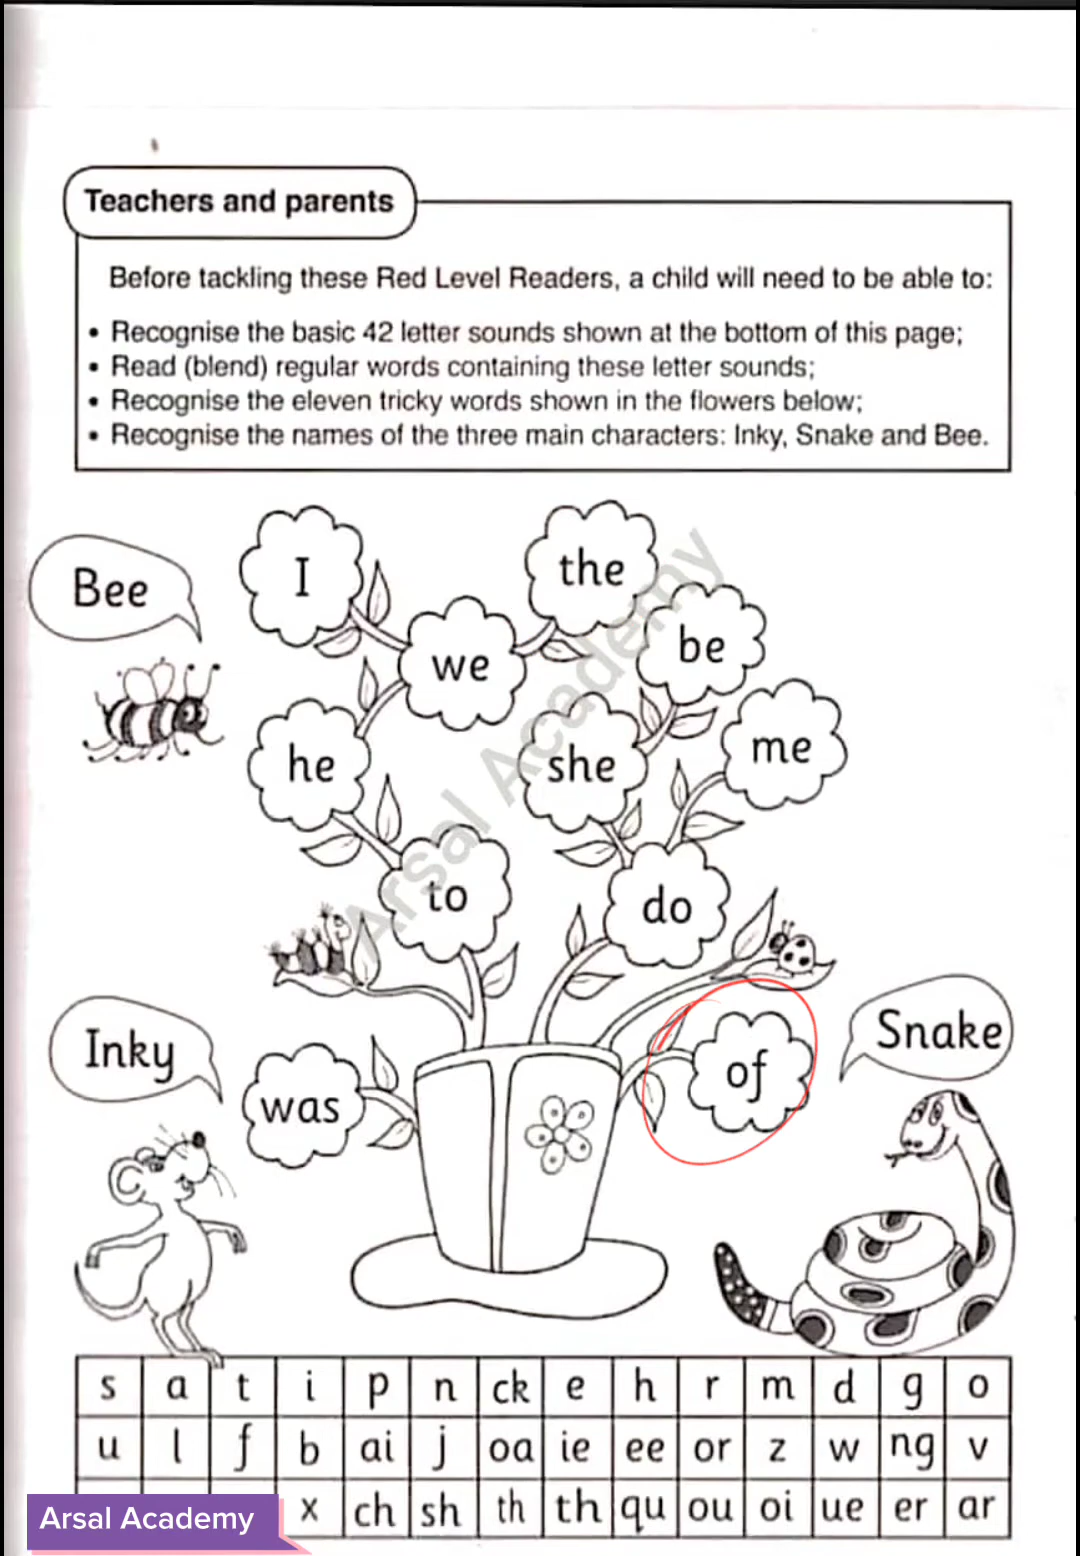 Teachers and parents
Before tackling these Red Level Readers, a child will need to be able to:
• Recognise the basic 42 letter sounds shown at the bottom of this page;
• Read (blend) regular words containing these letter sounds;
• Recognise the eleven tricky words shown in the flowers below;
• Recognise the names of the three main characters: Inky, Snake and Bee.
Bee
I
the
we
be
he
she
me
to
do
Inky
was
of
Snake
Arsal Academy
s a t i p n ck e h r m d g o
u l f b ai j oa ie ee or z w ng v
x ch sh th th qu ou oi ue er ar
Arsal Academy